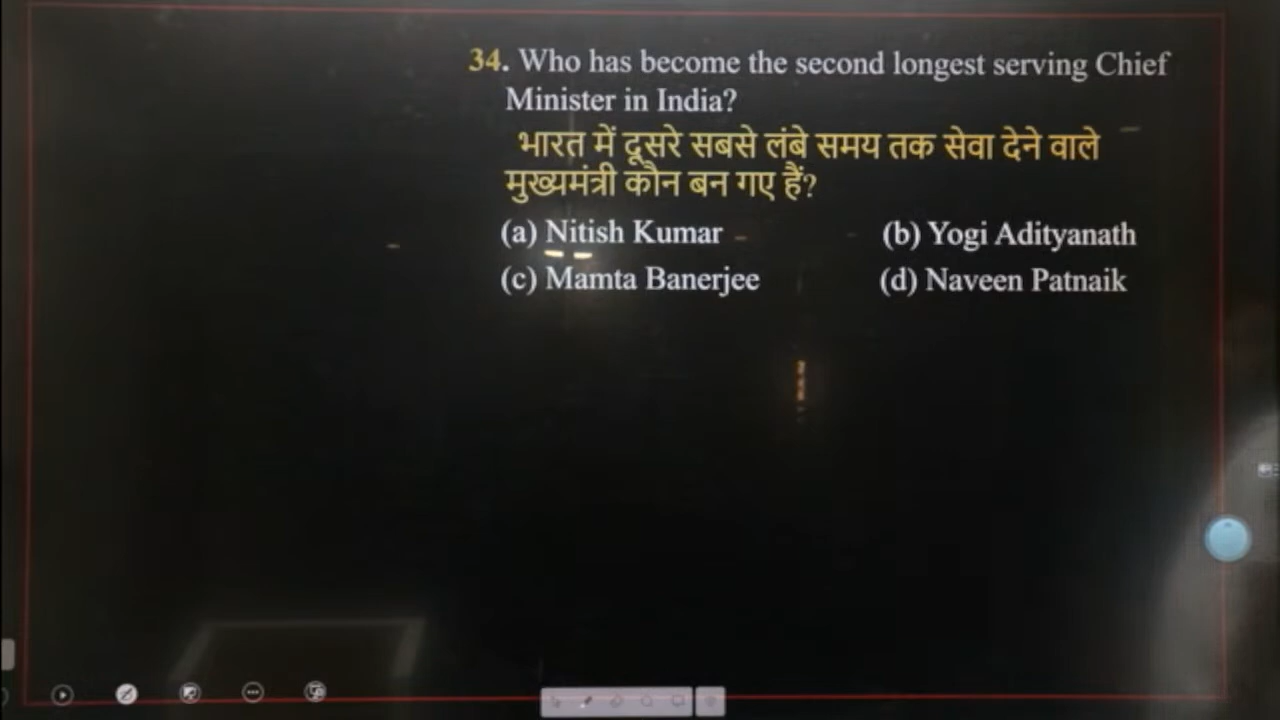 34. Who has become the second longest serving Chief
Minister in India?
भारत में दूसरे सबसे लंबे समय तक सेवा देने वाले
मुख्यमंत्री कौन बन गए हैं?
(a) Nitish Kumar (b) Yogi Adityanath
(c) Mamta Banerjee (d) Naveen Patnaik